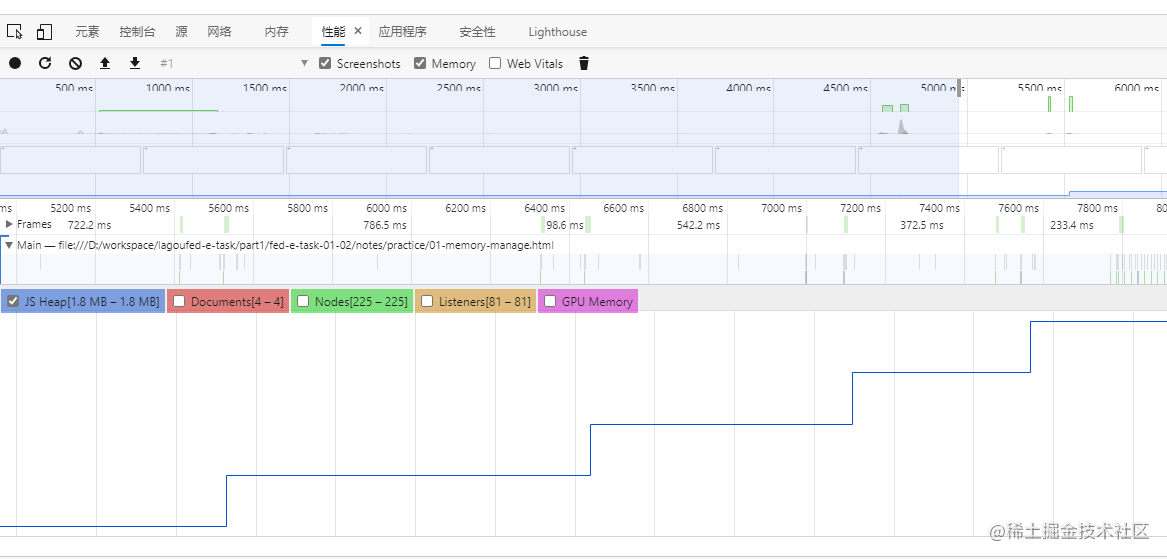 元素 控制台 源 网络 内存 性能 × 应用程序 安全性 Lighthouse
#1 ▼ Screenshots Memory Web Vitals
500 ms 1000 ms 1500 ms 2000 ms 2500 ms 3000 ms 3500 ms 4000 ms 4500 ms 5000 ms 5500 ms 6000 ms
ms 5200 ms 5400 ms 5600 ms 5800 ms 6000 ms 6200 ms 6400 ms 6600 ms 6800 ms 7000 ms 7200 ms 7400 ms 7600 ms 7800 ms 80
Frames 722.2 ms 786.5 ms 98.6 ms 542.2 ms 372.5 ms 233.4 ms
Main — file:///D:/workspace/lagoufed-e-task/part1/fed-e-task-01-02/notes/practice/01-memory-manage.html
JS Heap[1.8 MB – 1.8 MB] Documents[4 – 4] Nodes[225 – 225] Listeners[81 – 81] GPU Memory
@稀土掘金技术社区